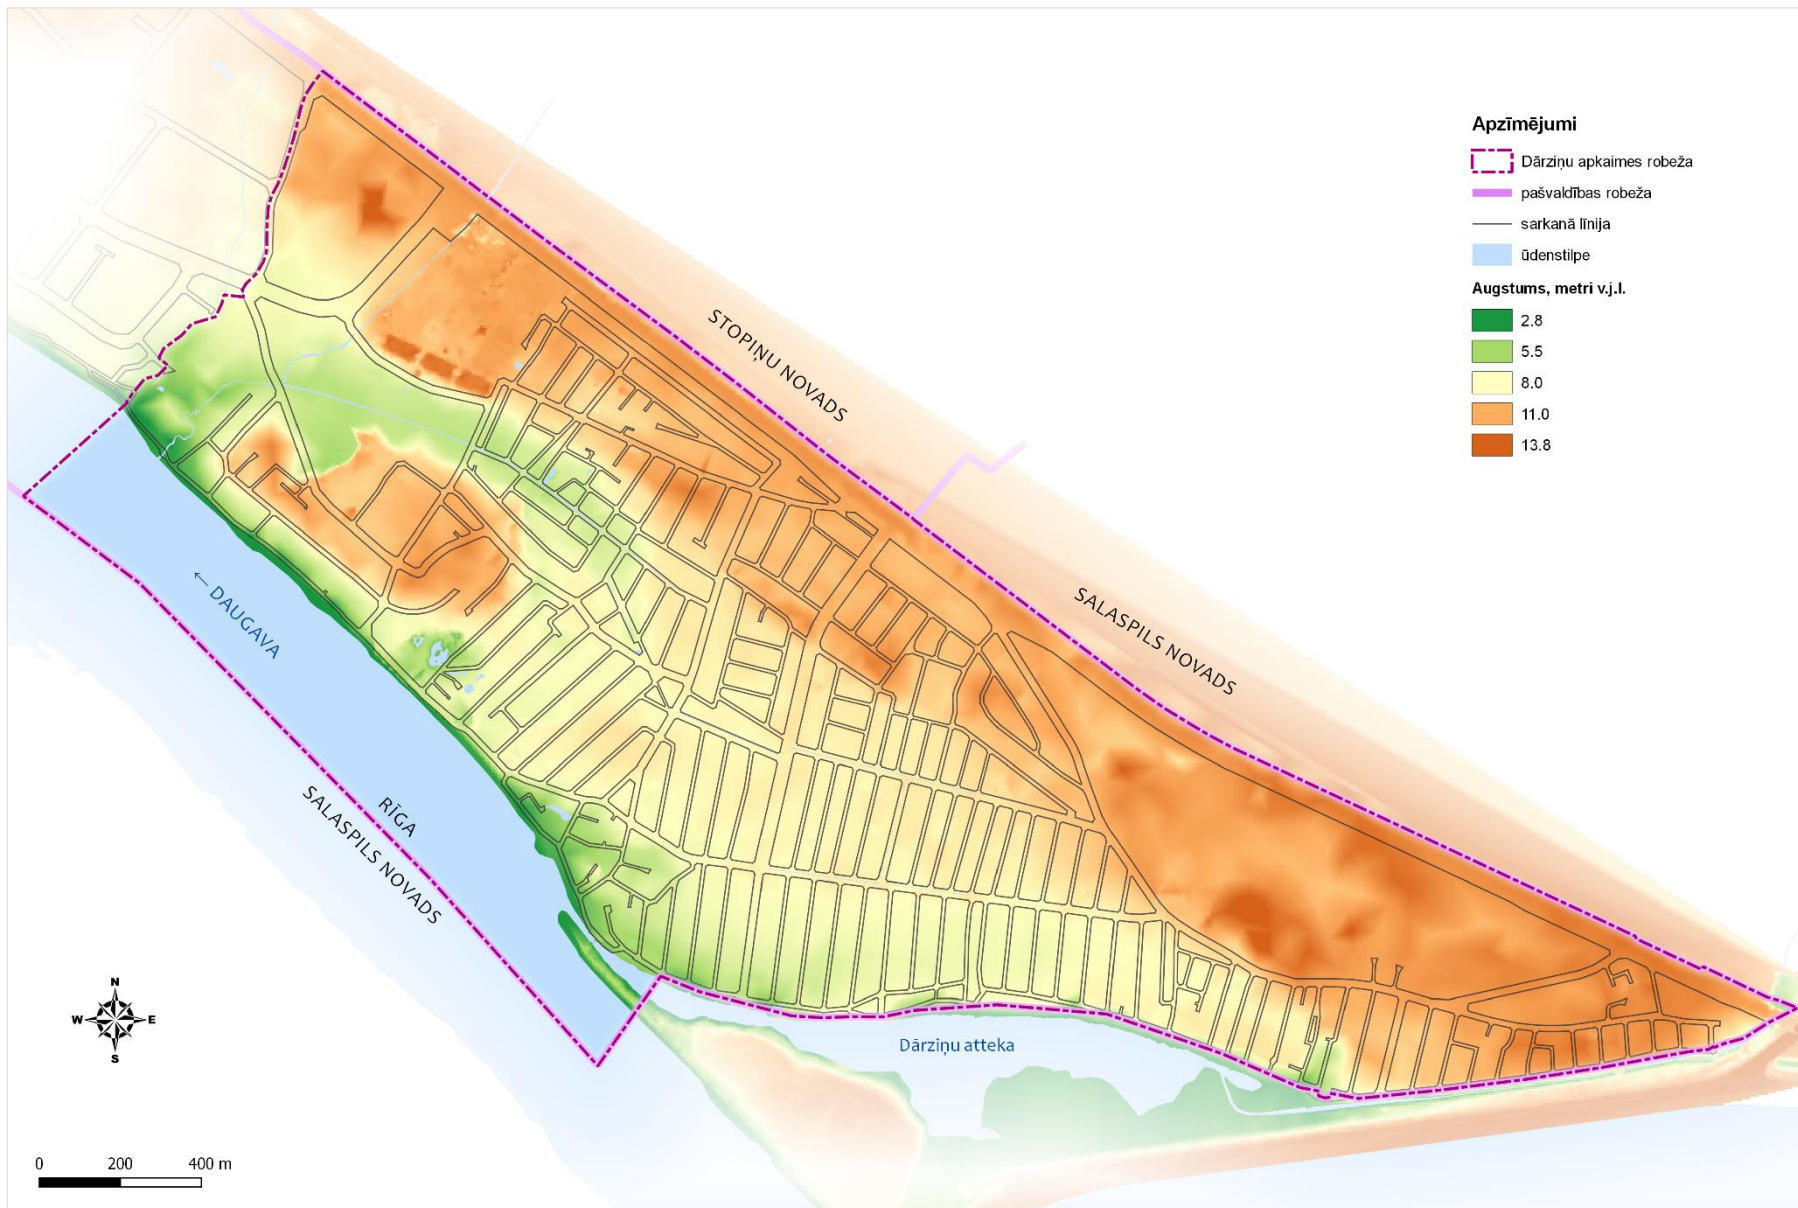 Apzīmējumi
Dārziņu apkaimes robeža
pašvaldības robeža
sarkanā līnija
ūdenstilpe
Augstums, metri v.j.l.
2.8
5.5
8.0
11.0
13.8
STOPIŅU NOVADS
SALASPILS NOVADS
← DAUGAVA
RĪGA
SALASPILS NOVADS
Dārziņu atteka
N
W E
S
0 200 400 m